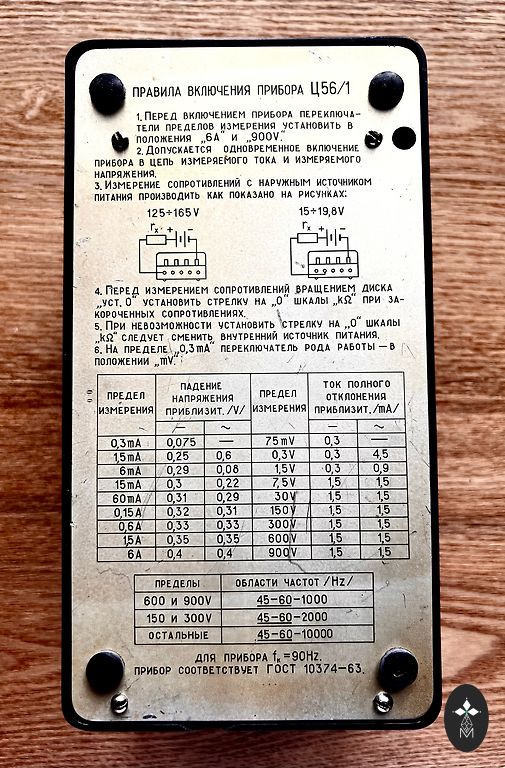 ПРАВИЛА ВКЛЮЧЕНИЯ ПРИБОРА Ц56/1
1. ПЕРЕД ВКЛЮЧЕНИЕМ ПРИБОРА ПЕРЕКЛЮЧА-
ТЕЛИ ПРЕДЕЛОВ ИЗМЕРЕНИЯ УСТАНОВИТЬ В
ПОЛОЖЕНИЯ „6А" И „900V."
2. ДОПУСКАЕТСЯ ОДНОВРЕМЕННОЕ ВКЛЮЧЕНИЕ
ПРИБОРА В ЦЕПЬ ИЗМЕРЯЕМОГО ТОКА И ИЗМЕРЯЕМОГО
НАПРЯЖЕНИЯ.
3. ИЗМЕРЕНИЕ СОПРОТИВЛЕНИЙ С НАРУЖНЫМ ИСТОЧНИКОМ
ПИТАНИЯ ПРОИЗВОДИТЬ КАК ПОКАЗАНО НА РИСУНКАХ:
125÷165V 15÷19,8V
rx + − rx + −
4. ПЕРЕД ИЗМЕРЕНИЕМ СОПРОТИВЛЕНИЙ ВРАЩЕНИЕМ ДИСКА
„УСТ. 0" УСТАНОВИТЬ СТРЕЛКУ НА „0" ШКАЛЫ „kΩ" ПРИ ЗА-
КОРОЧЕННЫХ СОПРОТИВЛЕНИЯХ.
5. ПРИ НЕВОЗМОЖНОСТИ УСТАНОВИТЬ СТРЕЛКУ НА „0" ШКАЛЫ
„kΩ" СЛЕДУЕТ СМЕНИТЬ ВНУТРЕННИЙ ИСТОЧНИК ПИТАНИЯ.
6. НА ПРЕДЕЛЕ „0,3mA" ПЕРЕКЛЮЧАТЕЛЬ РОДА РАБОТЫ — В
ПОЛОЖЕНИИ „mV."
ПРЕДЕЛ ИЗМЕРЕНИЯ ПАДЕНИЕ НАПРЯЖЕНИЯ ПРИБЛИЗИТ. /V/ ПРЕДЕЛ ИЗМЕРЕНИЯ ТОК ПОЛНОГО ОТКЛОНЕНИЯ ПРИБЛИЗИТ. /mA/
— ~ — ~
0,3mA 0,075 — 75mV 0,3 —
1,5mA 0,25 0,6 0,3V 0,3 4,5
6mA 0,29 0,08 1,5V 0,3 0,9
15mA 0,3 0,22 7,5V 1,5 1,5
60mA 0,31 0,29 30V 1,5 1,5
0,15A 0,32 0,31 150V 1,5 1,5
0,6A 0,33 0,33 300V 1,5 1,5
1,5A 0,35 0,35 600V 1,5 1,5
6A 0,4 0,4 900V 1,5 1,5
ПРЕДЕЛЫ ОБЛАСТИ ЧАСТОТ /Hz/
600 И 900V 45-60-1000
150 И 300V 45-60-2000
ОСТАЛЬНЫЕ 45-60-10000
ДЛЯ ПРИБОРА fк=90Hz.
ПРИБОР СООТВЕТСТВУЕТ ГОСТ 10374-63.